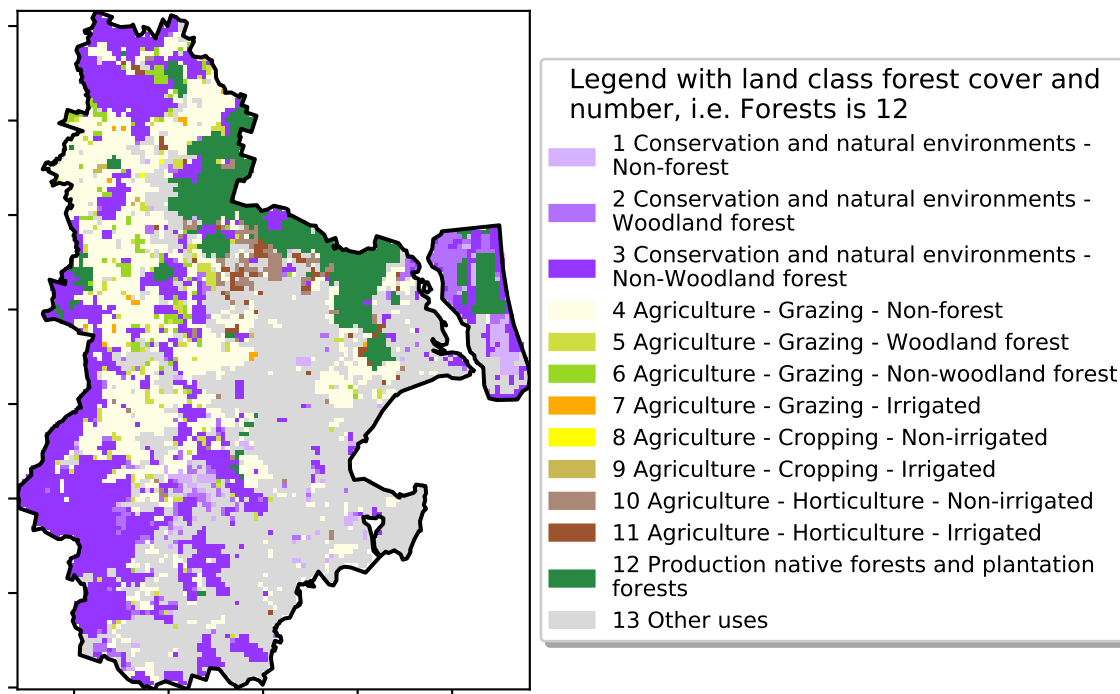 Legend with land class forest cover and
number, i.e. Forests is 12
1 Conservation and natural environments -
Non-forest
2 Conservation and natural environments -
Woodland forest
3 Conservation and natural environments -
Non-Woodland forest
4 Agriculture - Grazing - Non-forest
5 Agriculture - Grazing - Woodland forest
6 Agriculture - Grazing - Non-woodland forest
7 Agriculture - Grazing - Irrigated
8 Agriculture - Cropping - Non-irrigated
9 Agriculture - Cropping - Irrigated
10 Agriculture - Horticulture - Non-irrigated
11 Agriculture - Horticulture - Irrigated
12 Production native forests and plantation
forests
13 Other uses